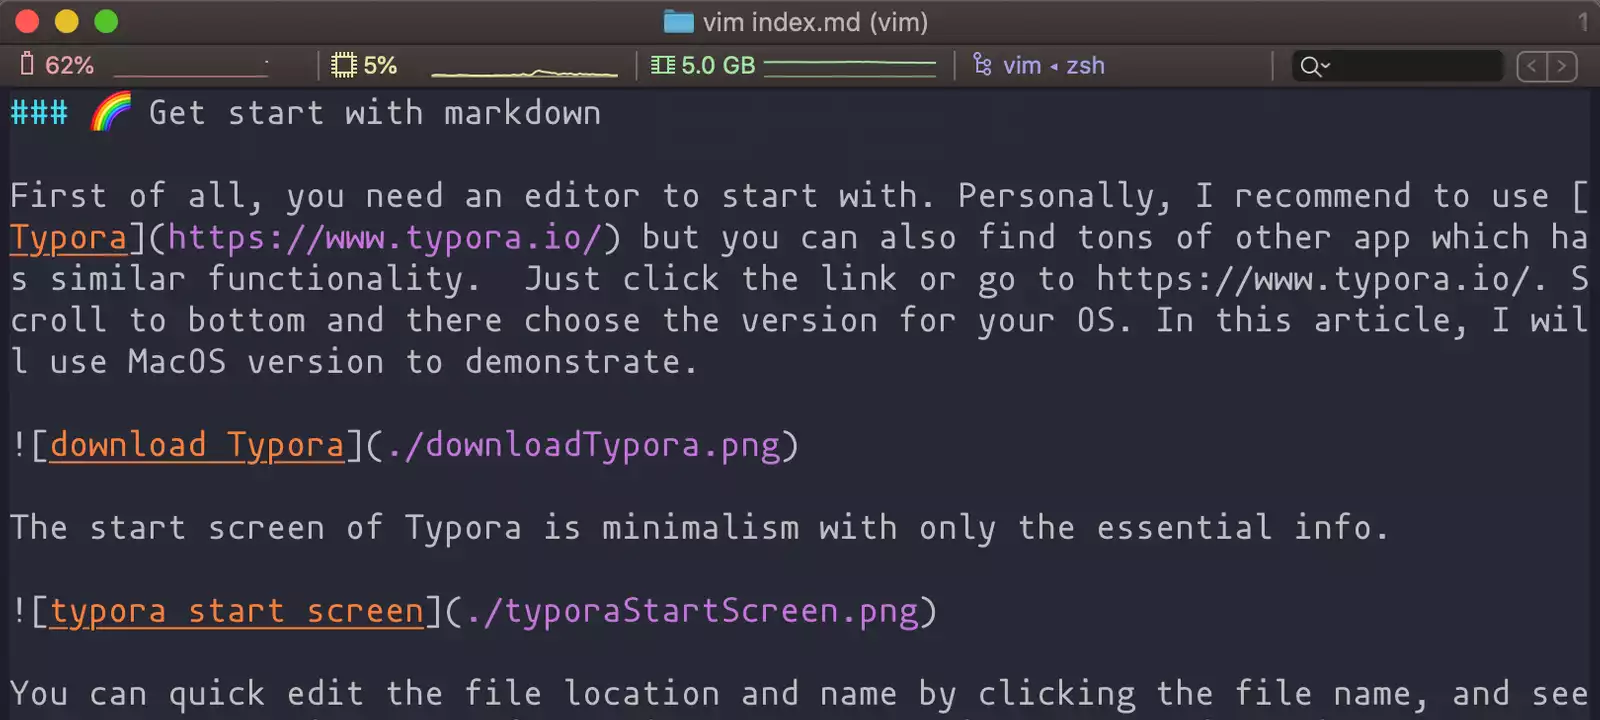 vim index.md (vim)
1
62%
5%
5.0 GB
vim ◂ zsh
### 🌈 Get start with markdown
First of all, you need an editor to start with. Personally, I recommend to use [
Typora](https://www.typora.io/) but you can also find tons of other app which ha
s similar functionality.  Just click the link or go to https://www.typora.io/. S
croll to bottom and there choose the version for your OS. In this article, I wil
l use MacOS version to demonstrate.
![download Typora](./downloadTypora.png)
The start screen of Typora is minimalism with only the essential info.
![typora start screen](./typoraStartScreen.png)
You can quick edit the file location and name by clicking the file name, and see